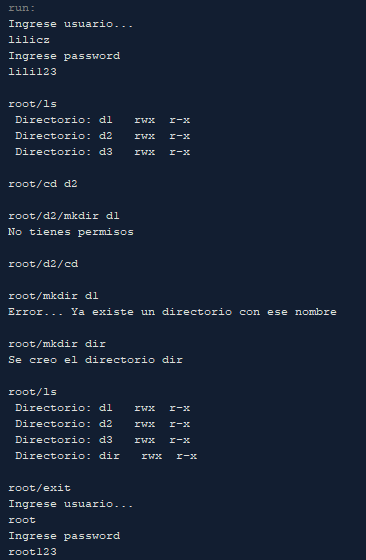 run:
Ingrese usuario...
lilicz
Ingrese password
lili123
root/ls
Directorio: d1 rwx r-x
Directorio: d2 rwx r-x
Directorio: d3 rwx r-x
root/cd d2
root/d2/mkdir d1
No tienes permisos
root/d2/cd
root/mkdir d1
Error... Ya existe un directorio con ese nombre
root/mkdir dir
Se creo el directorio dir
root/ls
Directorio: d1 rwx r-x
Directorio: d2 rwx r-x
Directorio: d3 rwx r-x
Directorio: dir rwx r-x
root/exit
Ingrese usuario...
root
Ingrese password
root123